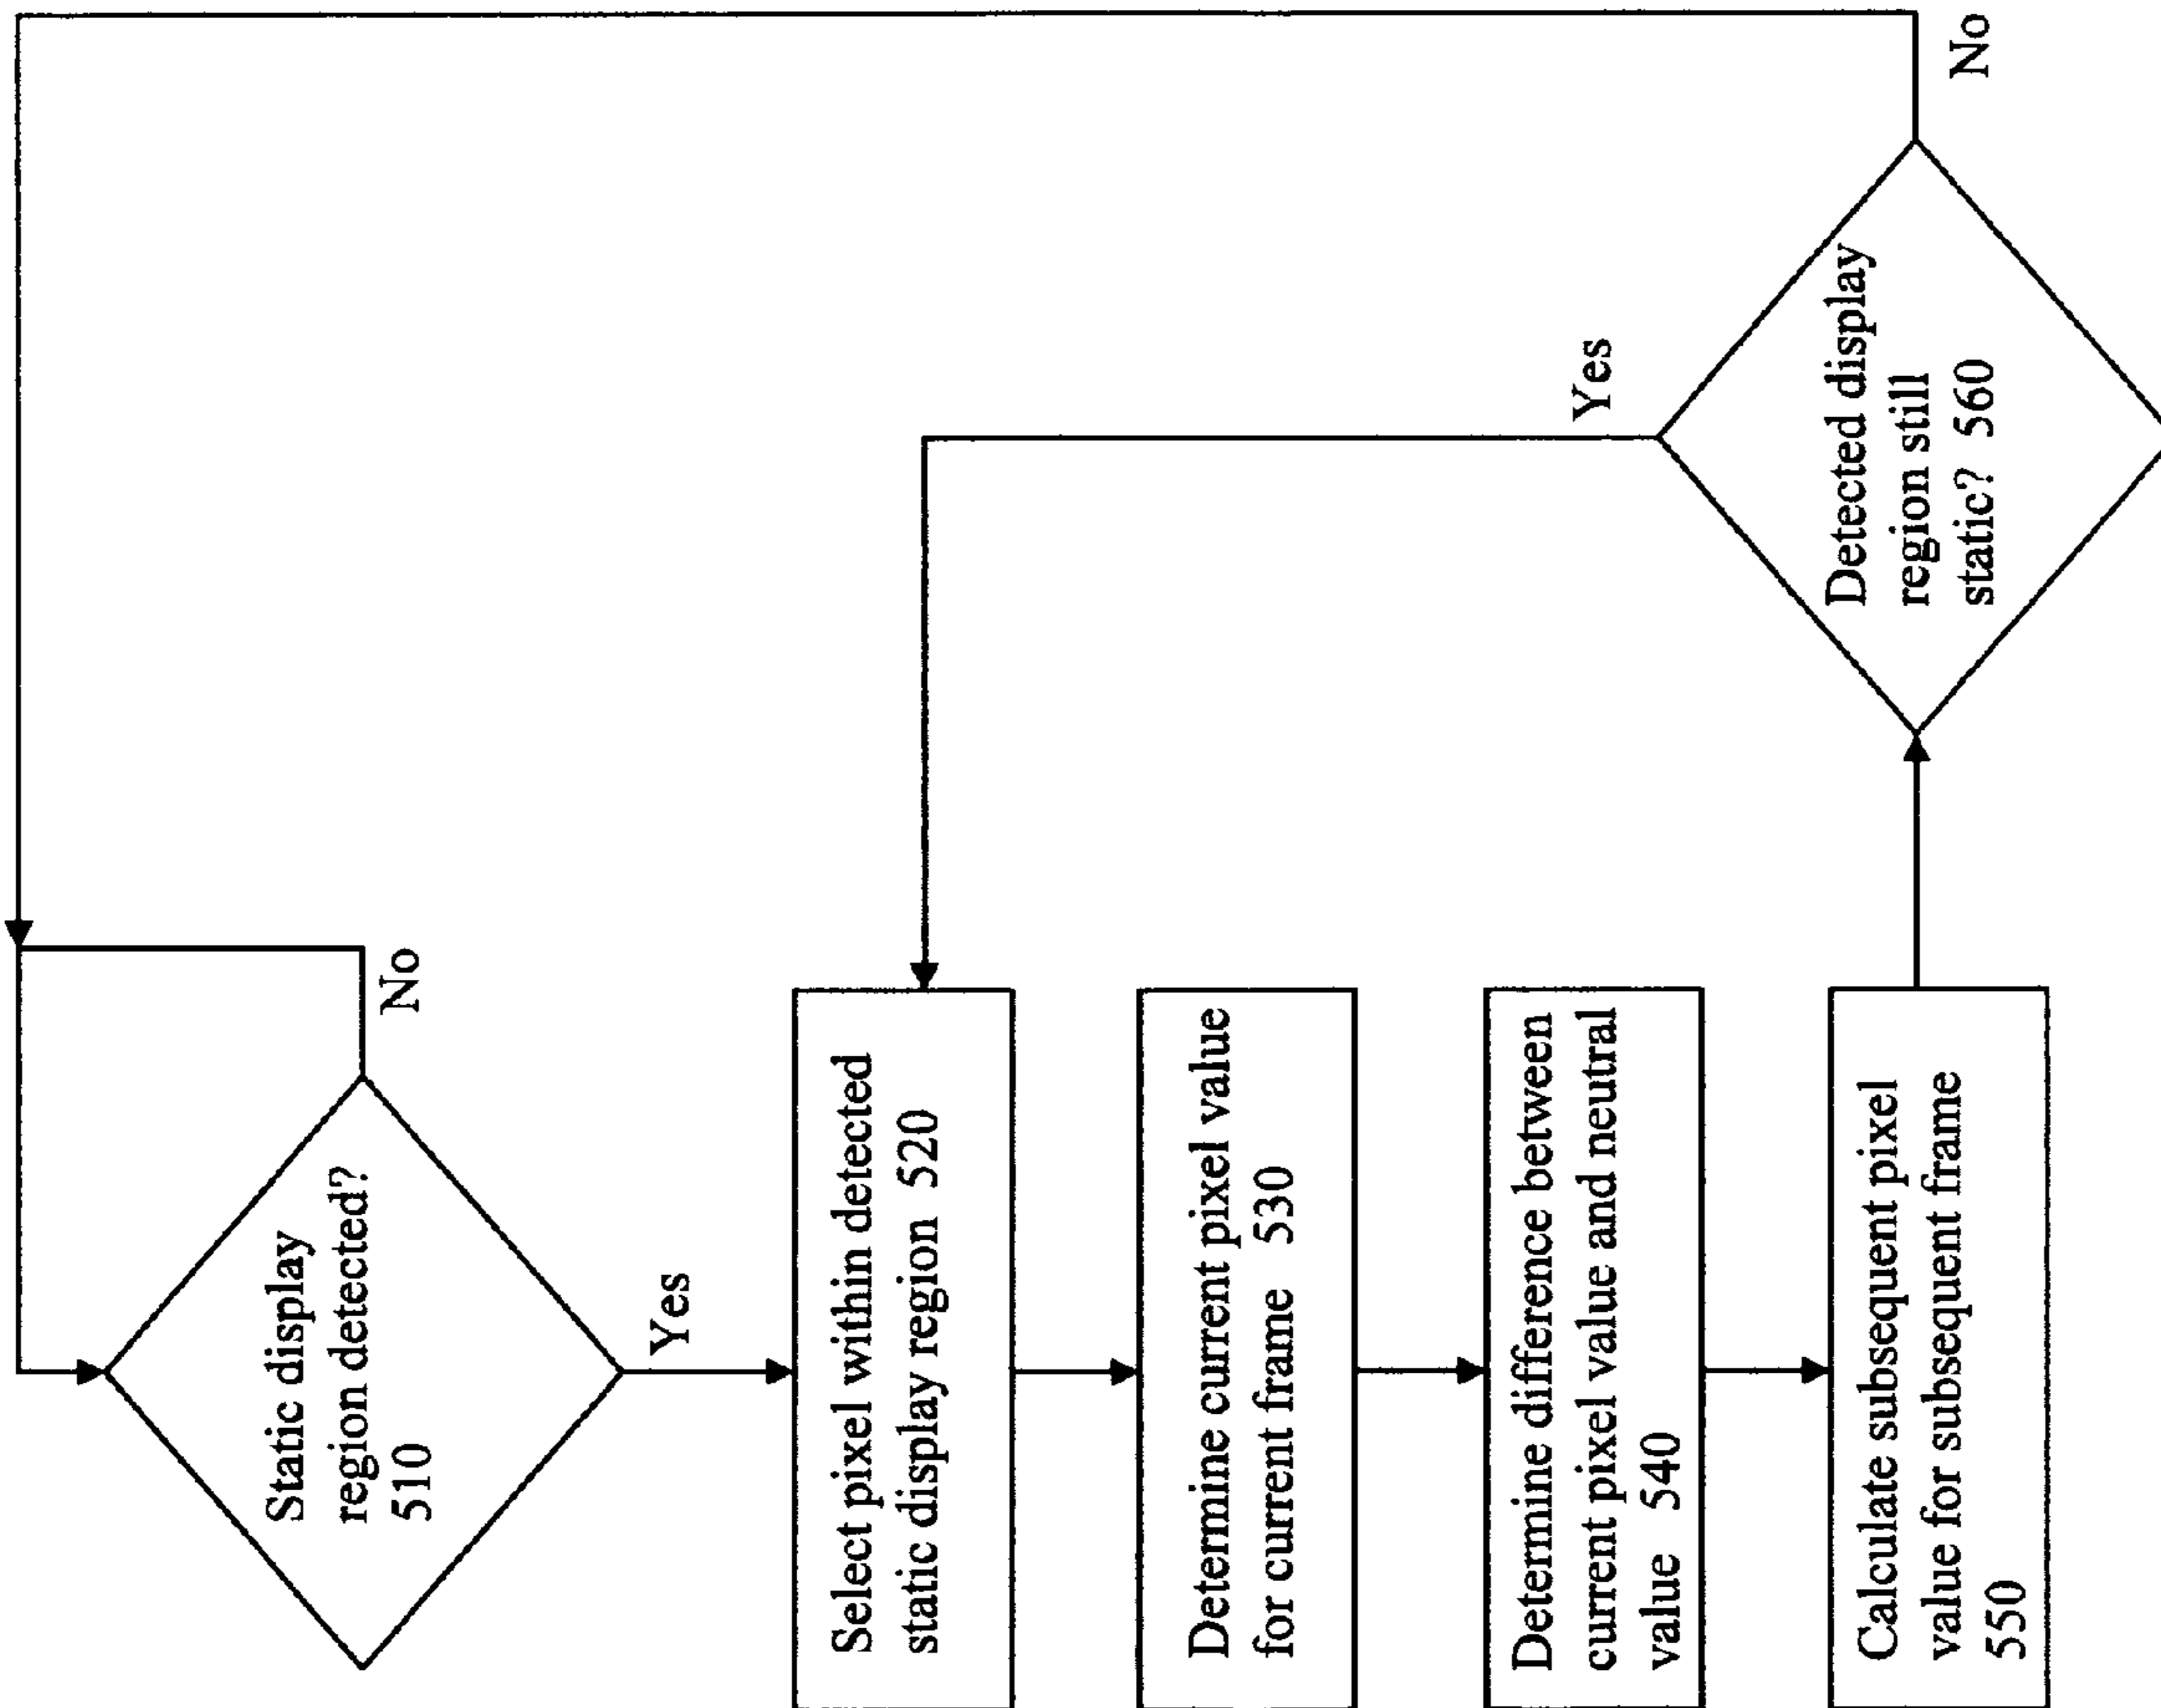 Static display
region detected?
510
No
Yes
Select pixel within detected
static display region 520
Determine current pixel value
for current frame 530
Determine difference between
current pixel value and neutral
value 540
Calculate subsequent pixel
value for subsequent frame
550
Detected display
region still
static? 560
Yes
No